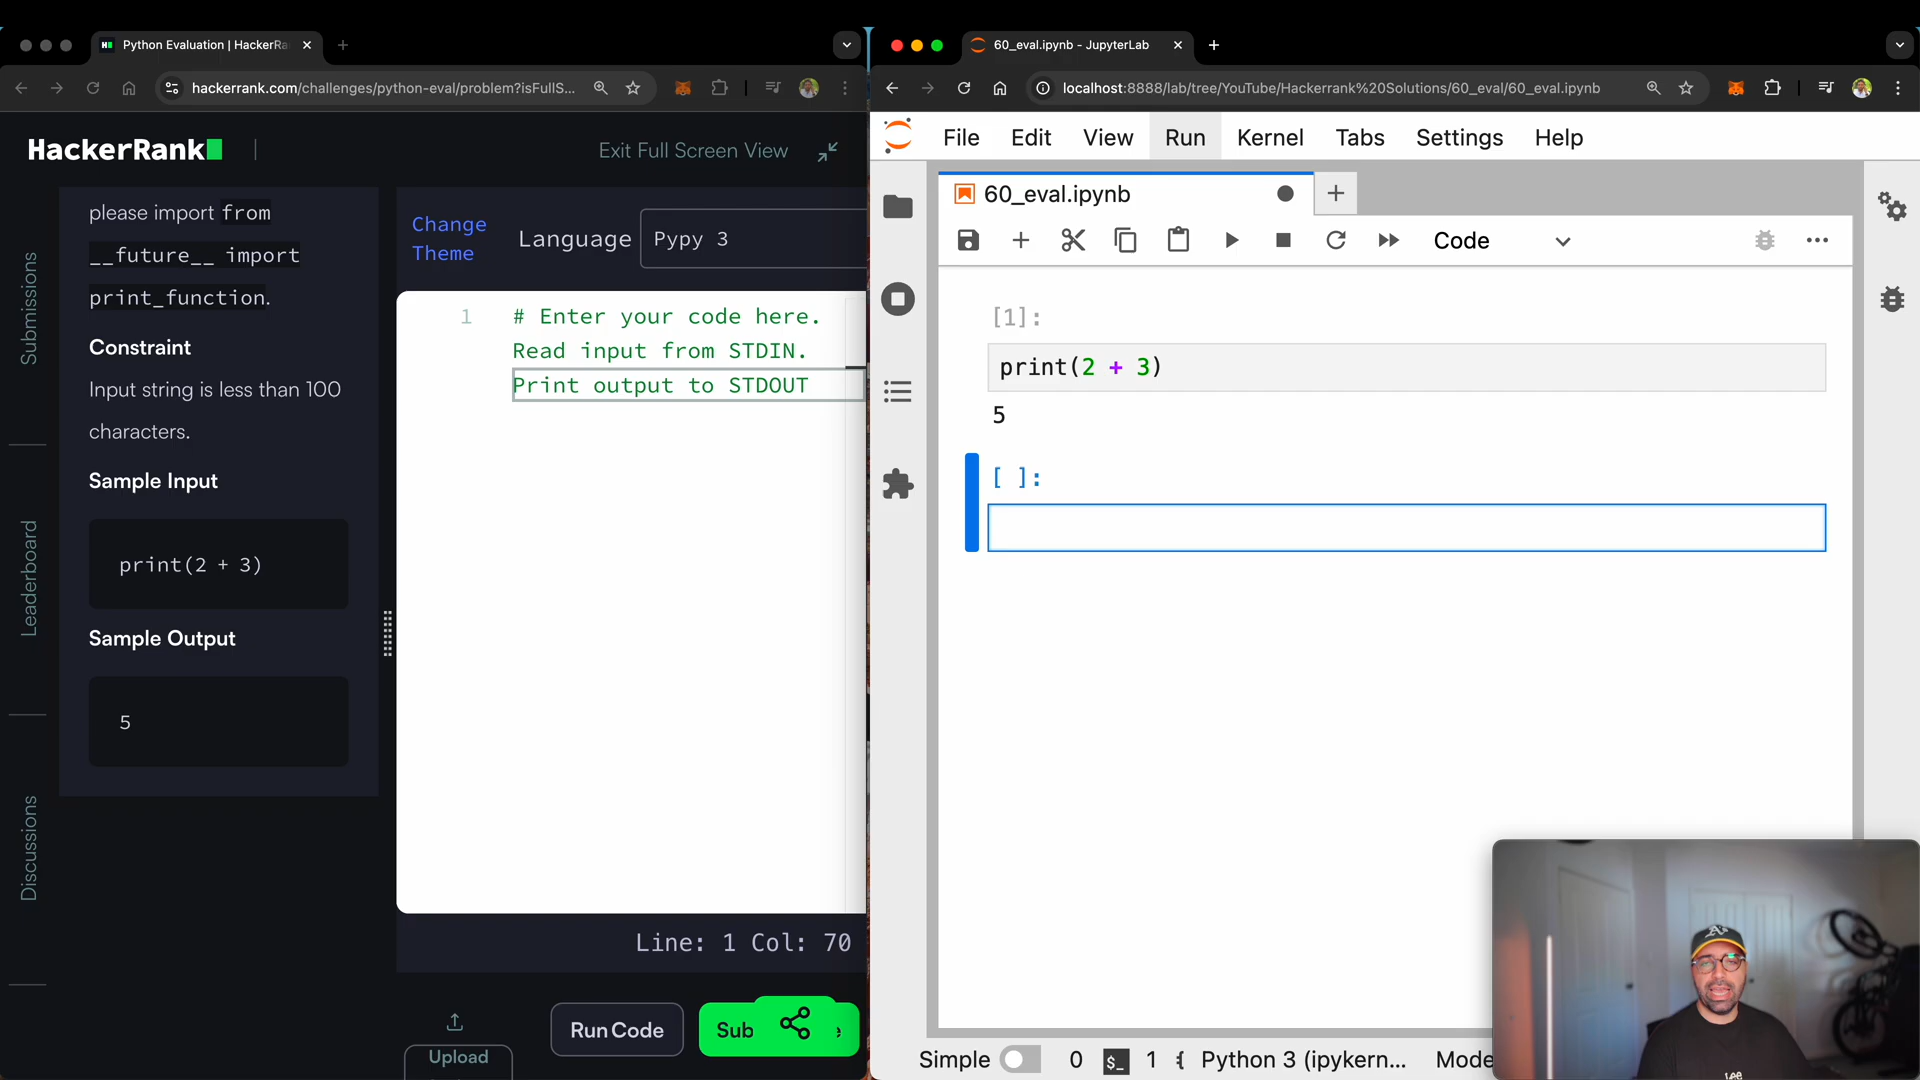 Python Evaluation | HackerRa
hackerrank.com/challenges/python-eval/problem?isFullS...
HackerRank
Exit Full Screen View
Submissions
Leaderboard
Discussions
please import from
__future__ import
print_function.
Constraint
Input string is less than 100
characters.
Sample Input
print(2 + 3)
Sample Output
5
Change
Theme
Language
Pypy 3
1
# Enter your code here.
Read input from STDIN.
Print output to STDOUT
Line: 1 Col: 70
Upload
Run Code
Sub
60_eval.ipynb - JupyterLab
localhost:8888/lab/tree/YouTube/Hackerrank%20Solutions/60_eval/60_eval.ipynb
File Edit View Run Kernel Tabs Settings Help
60_eval.ipynb
Code
[1]:
print(2 + 3)
5
[ ]:
Simple 0 $_ 1 { Python 3 (ipykern... Mode
A's
Lee